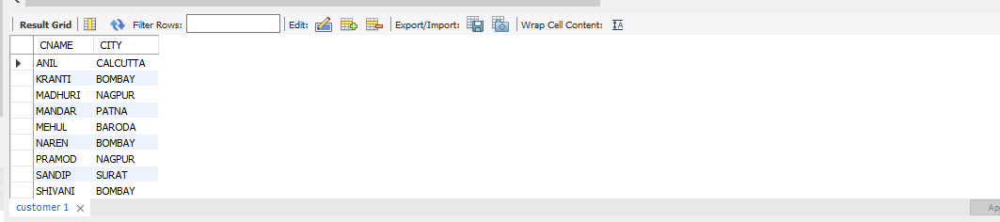 Result Grid Filter Rows: Edit: Export/Import: Wrap Cell Content:
CNAME CITY
ANIL CALCUTTA
KRANTI BOMBAY
MADHURI NAGPUR
MANDAR PATNA
MEHUL BARODA
NAREN BOMBAY
PRAMOD NAGPUR
SANDIP SURAT
SHIVANI BOMBAY
customer 1 Ap